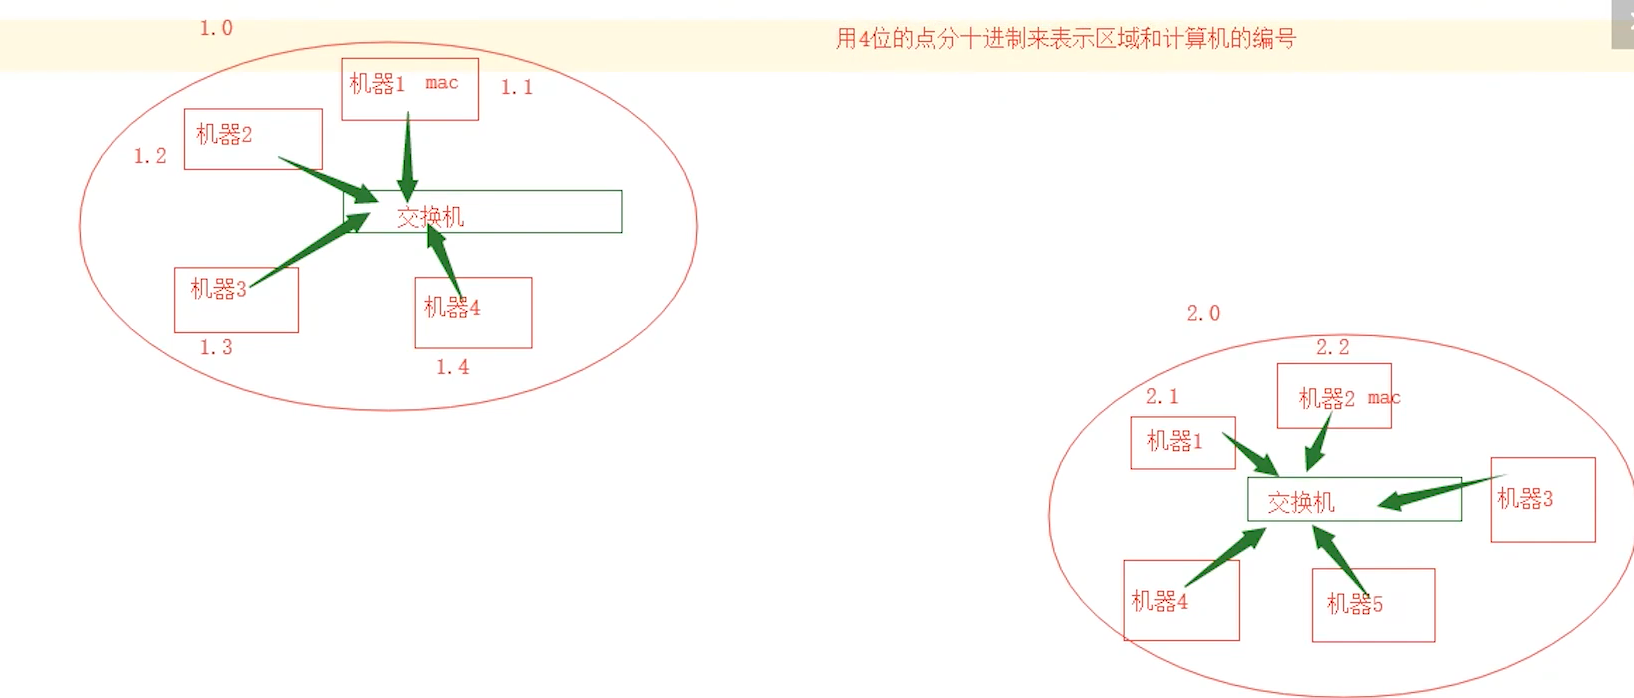 1.0
用4位的点分十进制来表示区域和计算机的编号
机器1 mac
1.1
机器2
1.2
交换机
机器3
机器4
1.3
1.4
2.0
2.2
2.1
机器2 mac
机器1
交换机
机器3
机器4
机器5